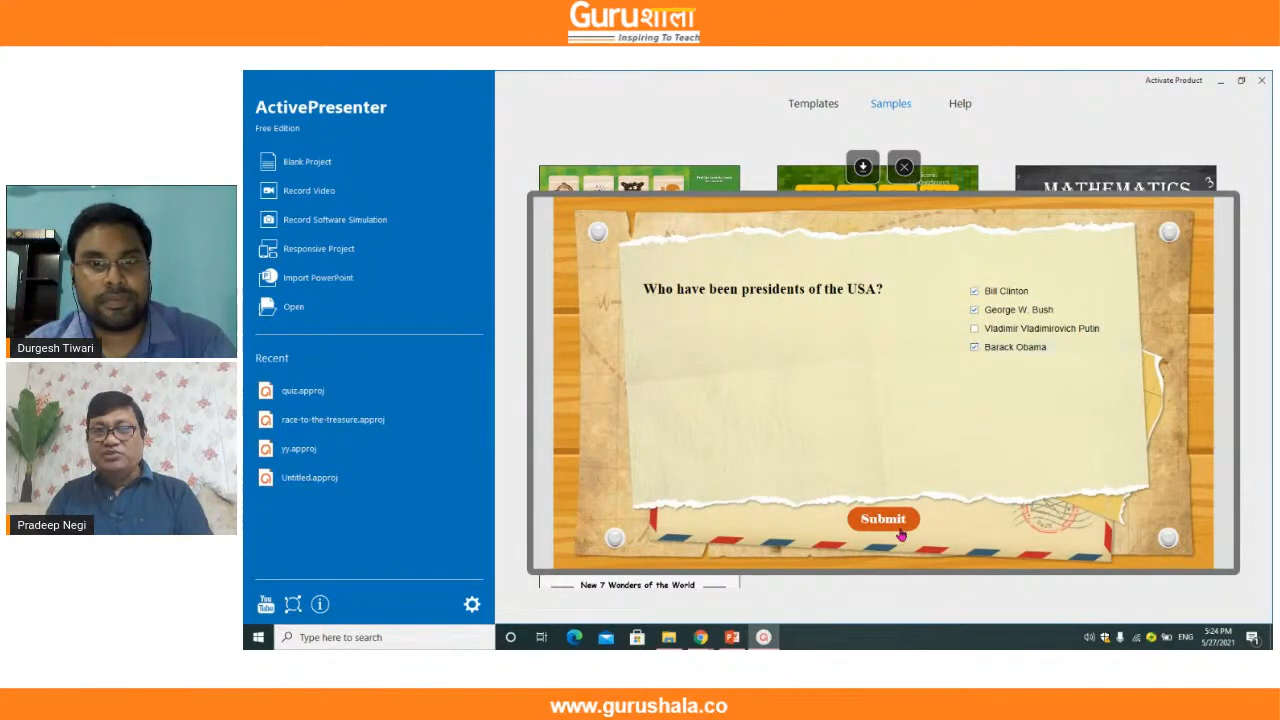 Guruशाला
Inspiring To Teach
Activate Product
ActivePresenter
Free Edition
Templates
Samples
Help
Blank Project
Record Video
Record Software Simulation
Responsive Project
Import PowerPoint
Open
Recent
quiz.approj
race-to-the-treasure.approj
yy.approj
Untitled.approj
MATHEMATICS
Who have been presidents of the USA?
Bill Clinton
George W. Bush
Vladimir Vladimirovich Putin
Barack Obama
Submit
New 7 Wonders of the World
Durgesh Tiwari
Pradeep Negi
You
Tube
Type here to search
ENG
5:24 PM
5/27/2021
www.gurushala.co